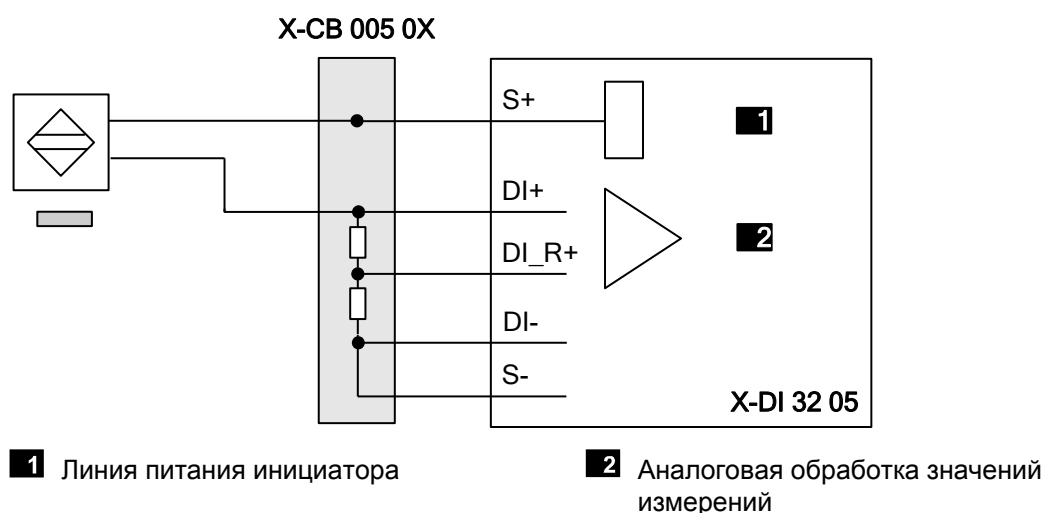 X-CB 005 0X
S+
1
DI+
2
DI_R+
DI-
S-
X-DI 32 05
1 Линия питания инициатора
2 Аналоговая обработка значений
измерений